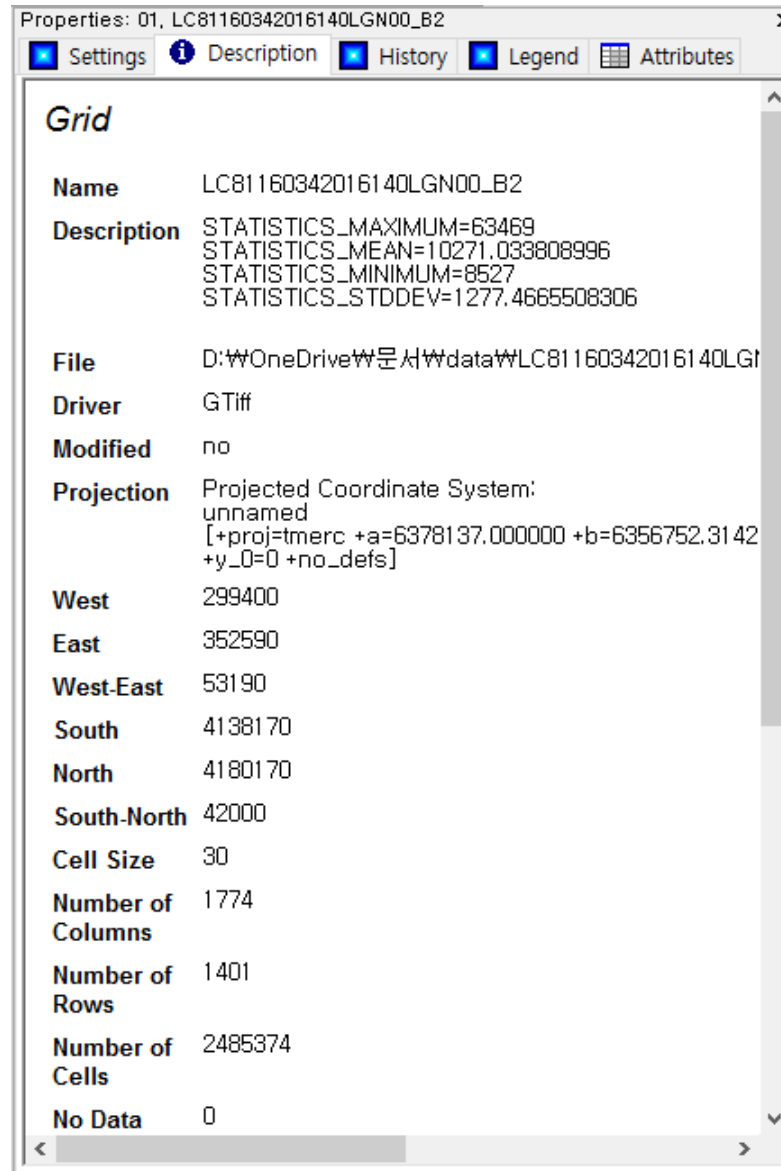 Properties: 01, LC81160342016140LGN00_B2
Settings Description History Legend Attributes
Grid
Name LC81160342016140LGN00_B2
Description STATISTICS_MAXIMUM=63469
STATISTICS_MEAN=10271.033808996
STATISTICS_MINIMUM=8527
STATISTICS_STDDEV=1277.4665508306
File D:₩OneDrive₩문서₩data₩LC81160342016140LG
Driver GTiff
Modified no
Projection Projected Coordinate System:
unnamed
[+proj=tmerc +a=6378137.000000 +b=6356752.3142
+y_0=0 +no_defs]
West 299400
East 352590
West-East 53190
South 4138170
North 4180170
South-North 42000
Cell Size 30
Number of 1774
Columns
Number of 1401
Rows
Number of 2485374
Cells
No Data 0